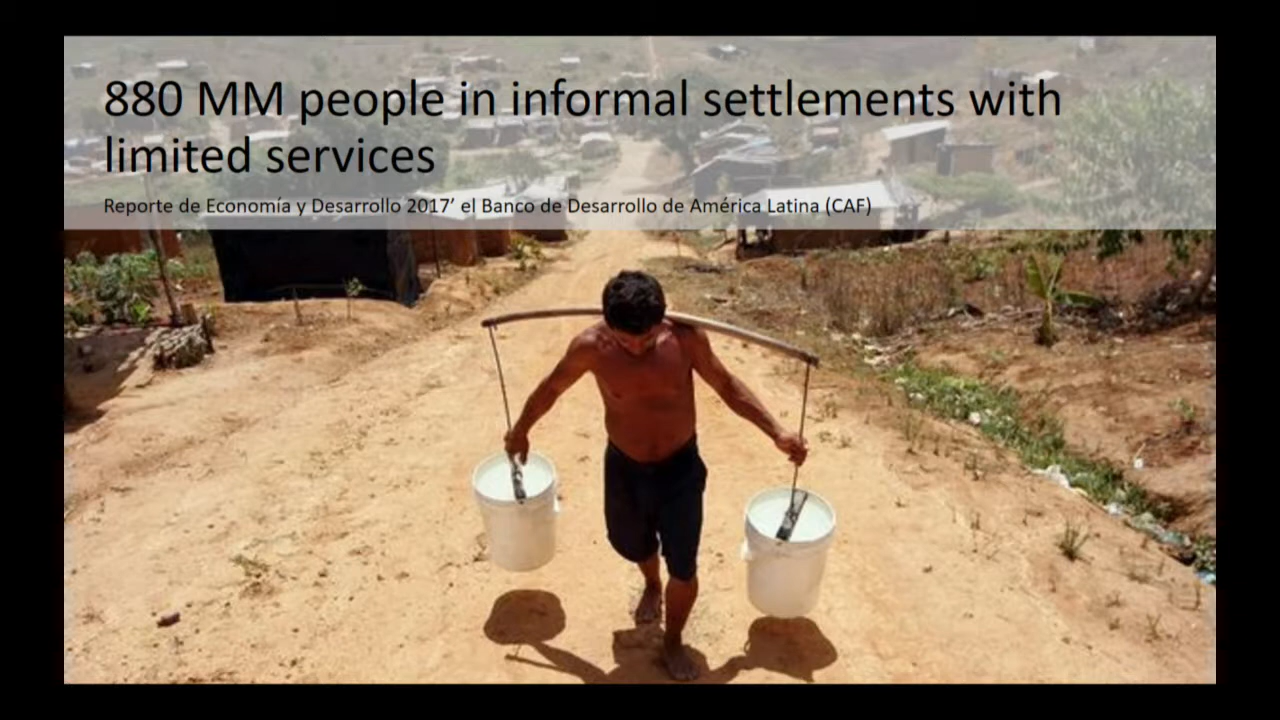 880 MM people in informal settlements with
limited services
Reporte de Economía y Desarrollo 2017’ el Banco de Desarrollo de América Latina (CAF)